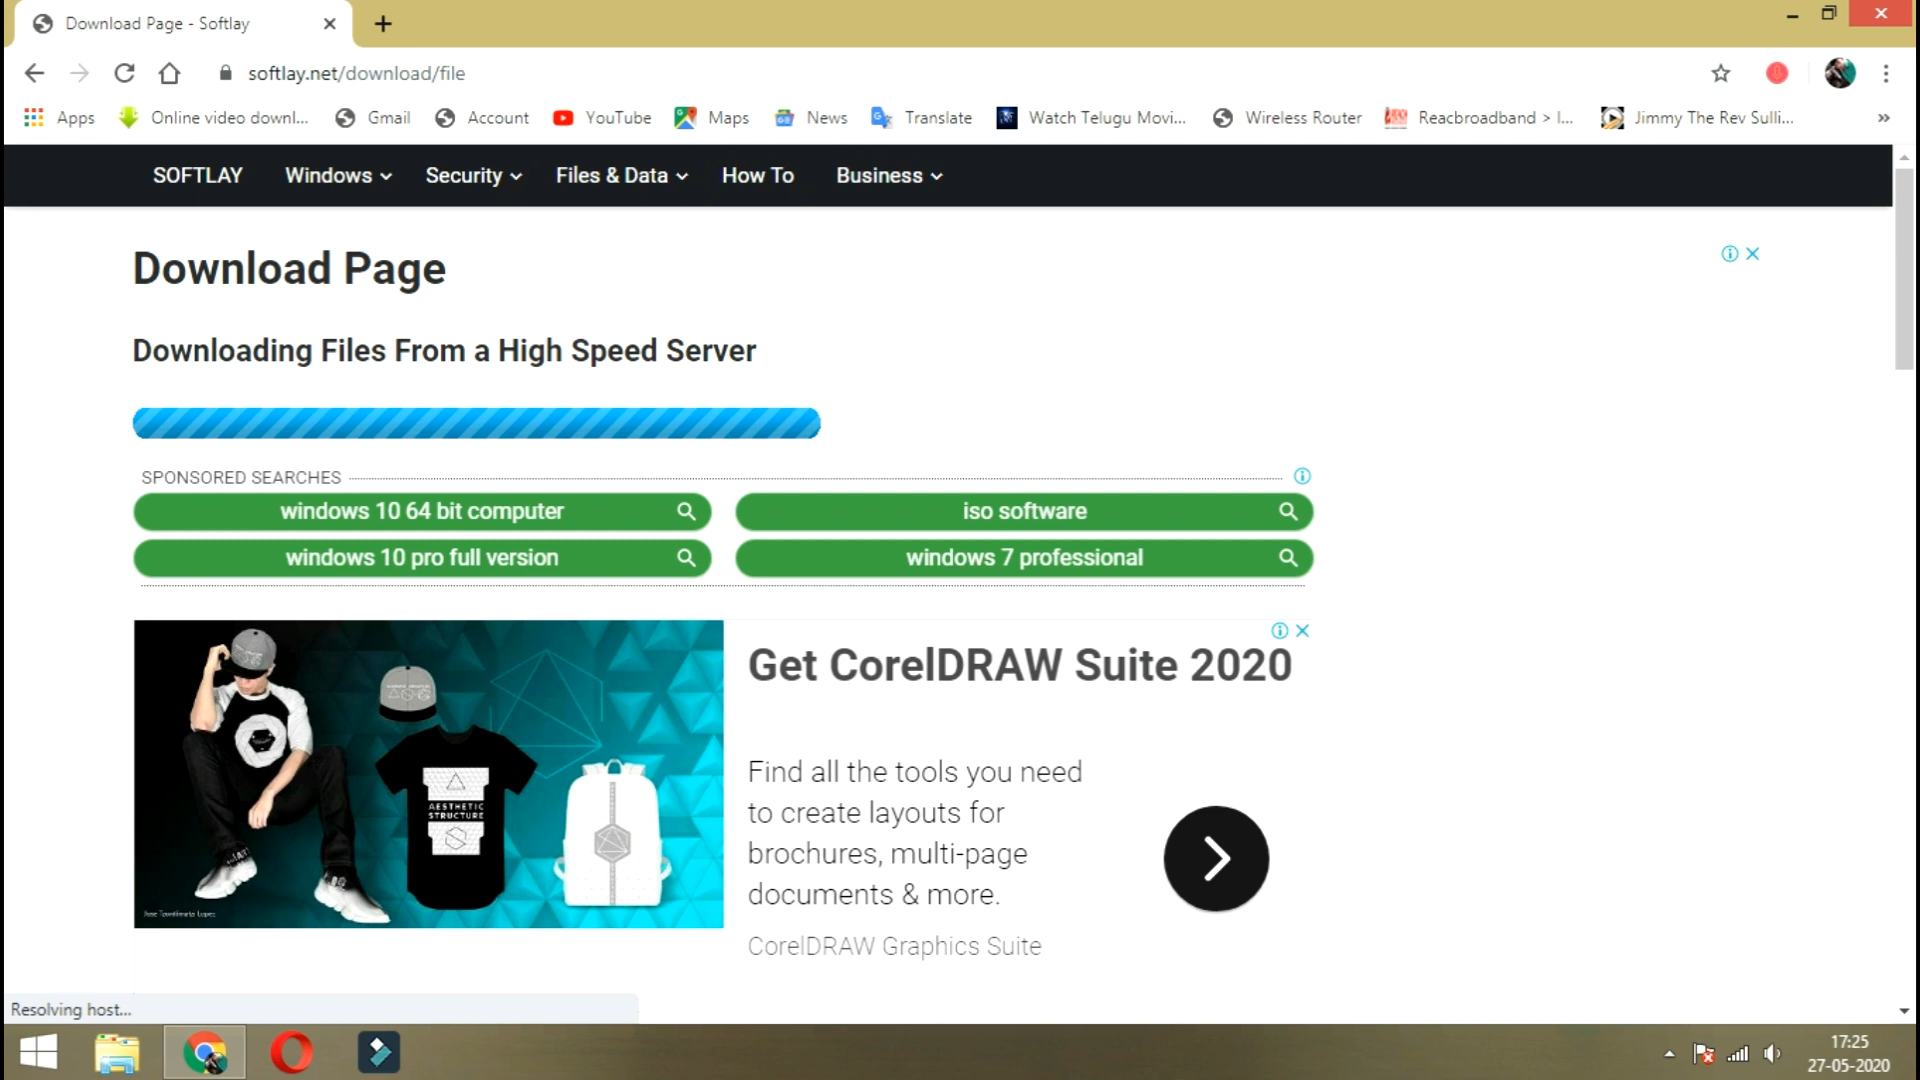 Download Page - Softlay
softlay.net/download/file
Apps Online video downl... Gmail Account YouTube Maps News Translate Watch Telugu Movi... Wireless Router Reacbroadband > I... Jimmy The Rev Sulli... »
SOFTLAY Windows Security Files & Data How To Business
Download Page
Downloading Files From a High Speed Server
SPONSORED SEARCHES
windows 10 64 bit computer iso software
windows 10 pro full version windows 7 professional
Get CorelDRAW Suite 2020
AESTHETIC
STRUCTURE
Find all the tools you need
to create layouts for
brochures, multi-page
documents & more.
CorelDRAW Graphics Suite
Resolving host...
17:25
27-05-2020